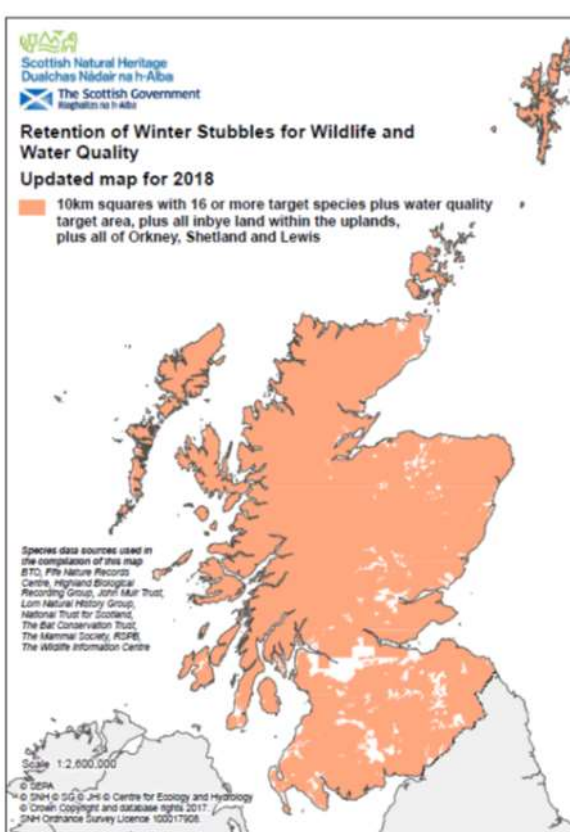 Scottish Natural Heritage
Dualchas Nàdair na h-Alba
The Scottish Government
Riaghaltas na h-Alba
Retention of Winter Stubbles for Wildlife and
Water Quality
Updated map for 2018
10km squares with 16 or more target species plus water quality
target area, plus all inbye land within the uplands,
plus all of Orkney, Shetland and Lewis
Species data sources used in
the compilation of this map
BTO, Fife Nature Records
Centre, Highland Biological
Recording Group, John Muir Trust,
Lorn Natural History Group,
National Trust for Scotland,
The Bat Conservation Trust,
The Mammal Society, RSPB,
The Wildlife Information Centre
Scale 1:2,600,000
© SEPA
© SNH © SG © JHI © Centre for Ecology and Hydrology
© Crown Copyright and database rights 2017.
SNH Ordnance Survey Licence 100017908.